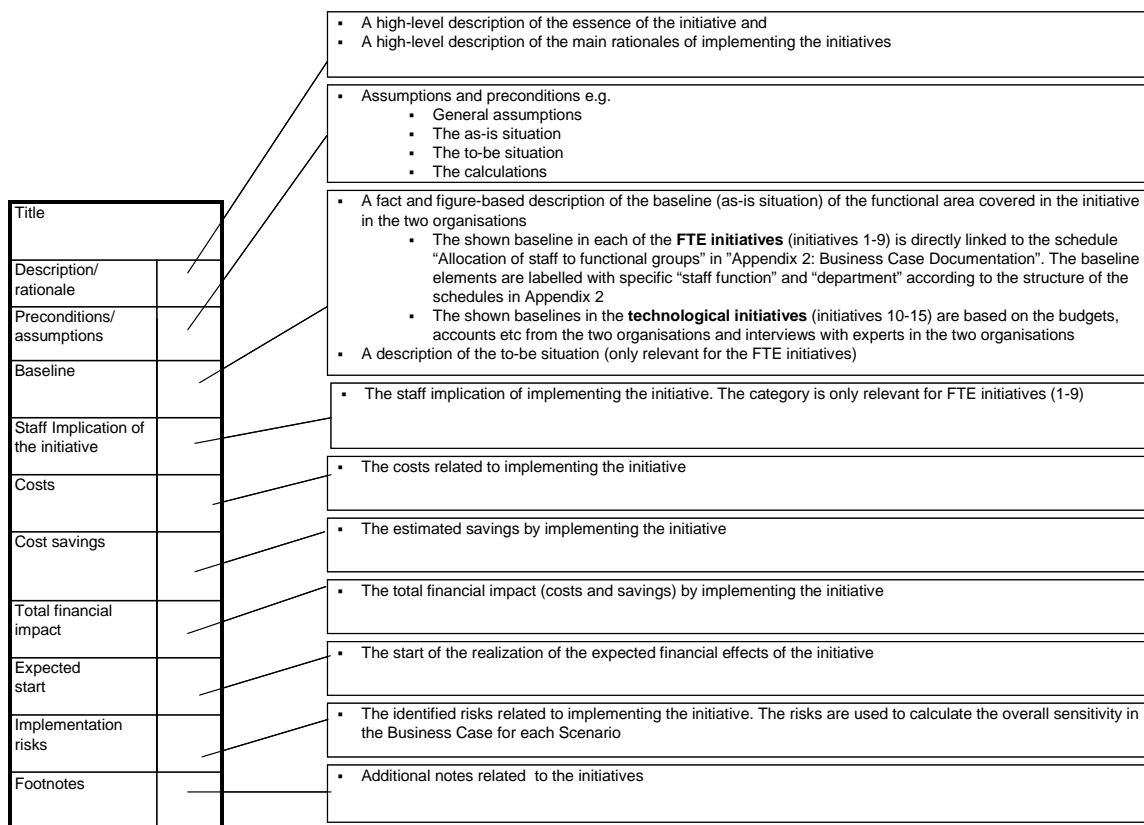 ▪ A high-level description of the essence of the initiative and
▪ A high-level description of the main rationales of implementing the initiatives
▪ Assumptions and preconditions e.g.
▪ General assumptions
▪ The as-is situation
▪ The to-be situation
▪ The calculations
▪ A fact and figure-based description of the baseline (as-is situation) of the functional area covered in the initiative
in the two organisations
▪ The shown baseline in each of the FTE initiatives (initiatives 1-9) is directly linked to the schedule
“Allocation of staff to functional groups” in ”Appendix 2: Business Case Documentation”. The baseline
elements are labelled with specific “staff function” and “department” according to the structure of the
schedules in Appendix 2
▪ The shown baselines in the technological initiatives (initiatives 10-15) are based on the budgets,
accounts etc from the two organisations and interviews with experts in the two organisations
▪ A description of the to-be situation (only relevant for the FTE initiatives)
▪ The staff implication of implementing the initiative. The category is only relevant for FTE initiatives (1-9)
▪ The costs related to implementing the initiative
▪ The estimated savings by implementing the initiative
▪ The total financial impact (costs and savings) by implementing the initiative
▪ The start of the realization of the expected financial effects of the initiative
▪ The identified risks related to implementing the initiative. The risks are used to calculate the overall sensitivity in
the Business Case for each Scenario
▪ Additional notes related to the initiatives
Title
Description/
rationale
Preconditions/
assumptions
Baseline
Staff Implication of
the initiative
Costs
Cost savings
Total financial
impact
Expected
start
Implementation
risks
Footnotes